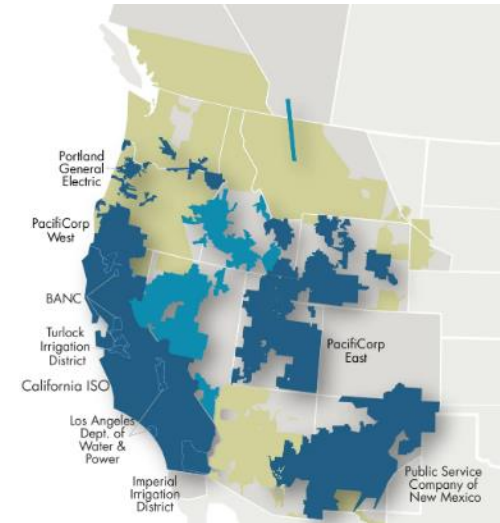 Portland
General
Electric
PacifiCorp
West
BANC
Turlock
Irrigation
District
California ISO
Los Angeles
Dept. of
Water &
Power
Imperial
Irrigation
District
PacifiCorp
East
Public Service
Company of
New Mexico